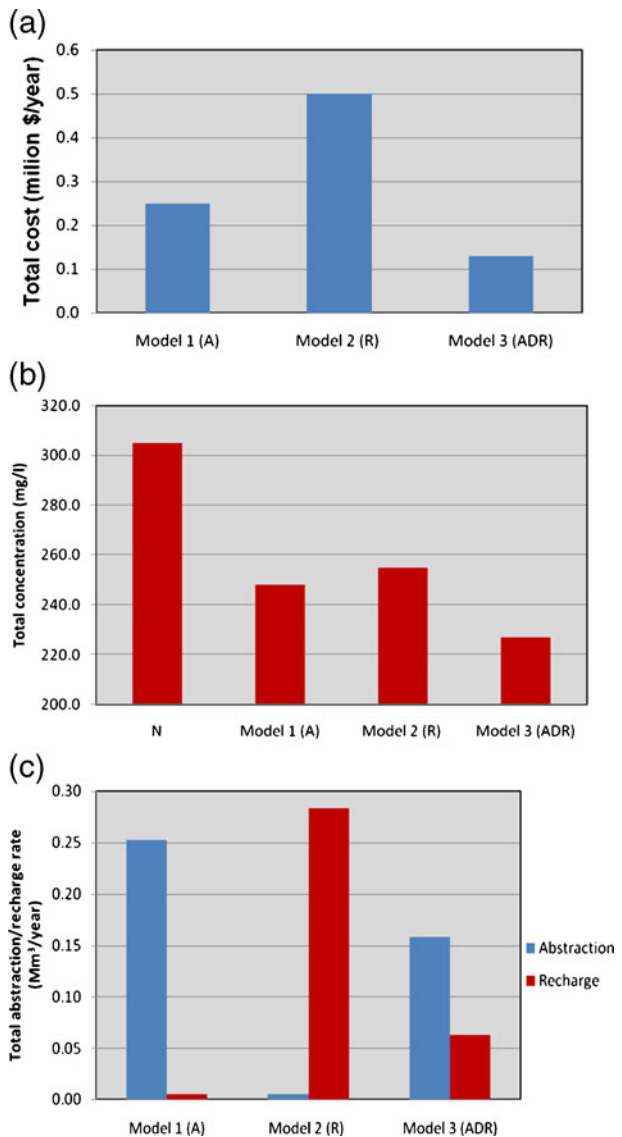 (a)
Total cost (milion $/year)
0.6
0.5
0.4
0.3
0.2
0.1
0.0
Model 1 (A) Model 2 (R) Model 3 (ADR)
(b)
Total concentration (mg/l)
320.0
300.0
280.0
260.0
240.0
220.0
200.0
N Model 1 (A) Model 2 (R) Model 3 (ADR)
(c)
Total abstraction/recharge rate
(Mm³/year)
0.30
0.25
0.20
0.15
0.10
0.05
0.00
Abstraction
Recharge
Model 1 (A) Model 2 (R) Model 3 (ADR)